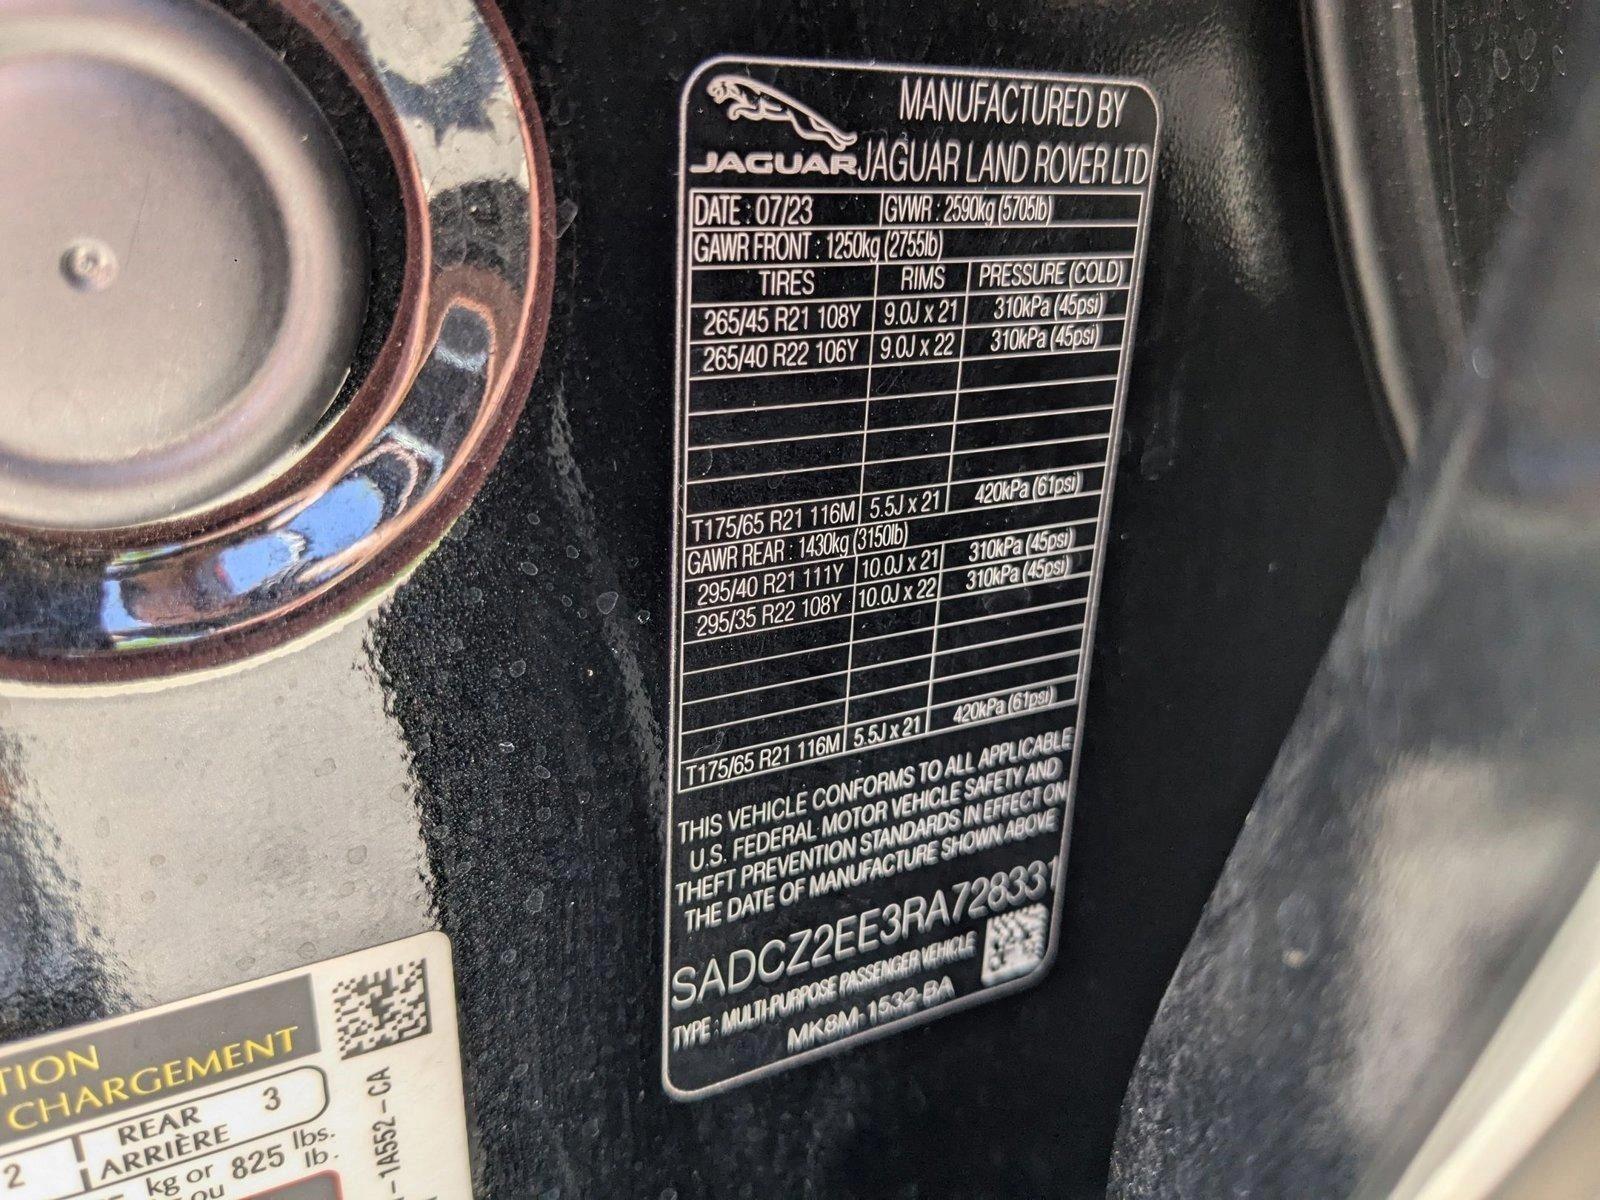 JAGUAR
MANUFACTURED BY
JAGUAR LAND ROVER LTD
DATE : 07/23 GVWR : 2590kg (5705lb)
GAWR FRONT : 1250kg (2755lb)
TIRES RIMS PRESSURE (COLD)
265/45 R21 108Y 9.0J x 21 310kPa (45psi)
265/40 R22 106Y 9.0J x 22 310kPa (45psi)
T175/65 R21 116M 5.5J x 21 420kPa (61psi)
GAWR REAR : 1430kg (3150lb)
295/40 R21 111Y 10.0J x 21 310kPa (45psi)
295/35 R22 108Y 10.0J x 22 310kPa (45psi)
T175/65 R21 116M 5.5J x 21 420kPa (61psi)
THIS VEHICLE CONFORMS TO ALL APPLICABLE
U.S. FEDERAL MOTOR VEHICLE SAFETY AND
THEFT PREVENTION STANDARDS IN EFFECT ON
THE DATE OF MANUFACTURE SHOWN ABOVE
SADCZ2EE3RA728331
TYPE : MULTI-PURPOSE PASSENGER VEHICLE
MK8M-1532-BA
TION
CHARGEMENT
2 REAR 3
ARRIÈRE
kg or 825 lbs.
ou lb.
-1A552-CA